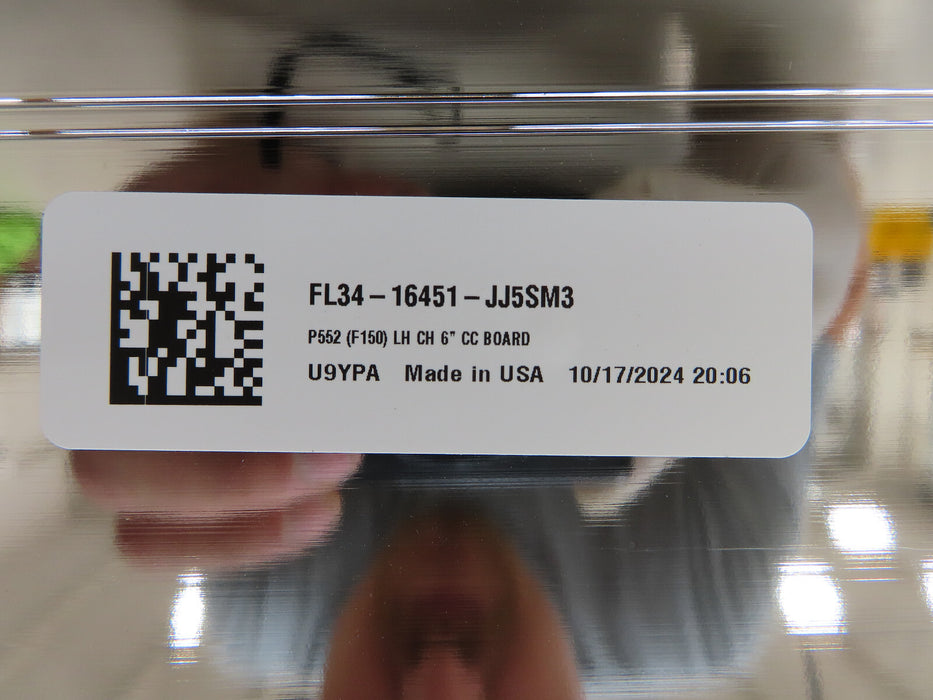 FL34-16451-JJ5SM3
P552 (F150) LH CH 6" CC BOARD
U9YPA Made in USA 10/17/2024 20:06